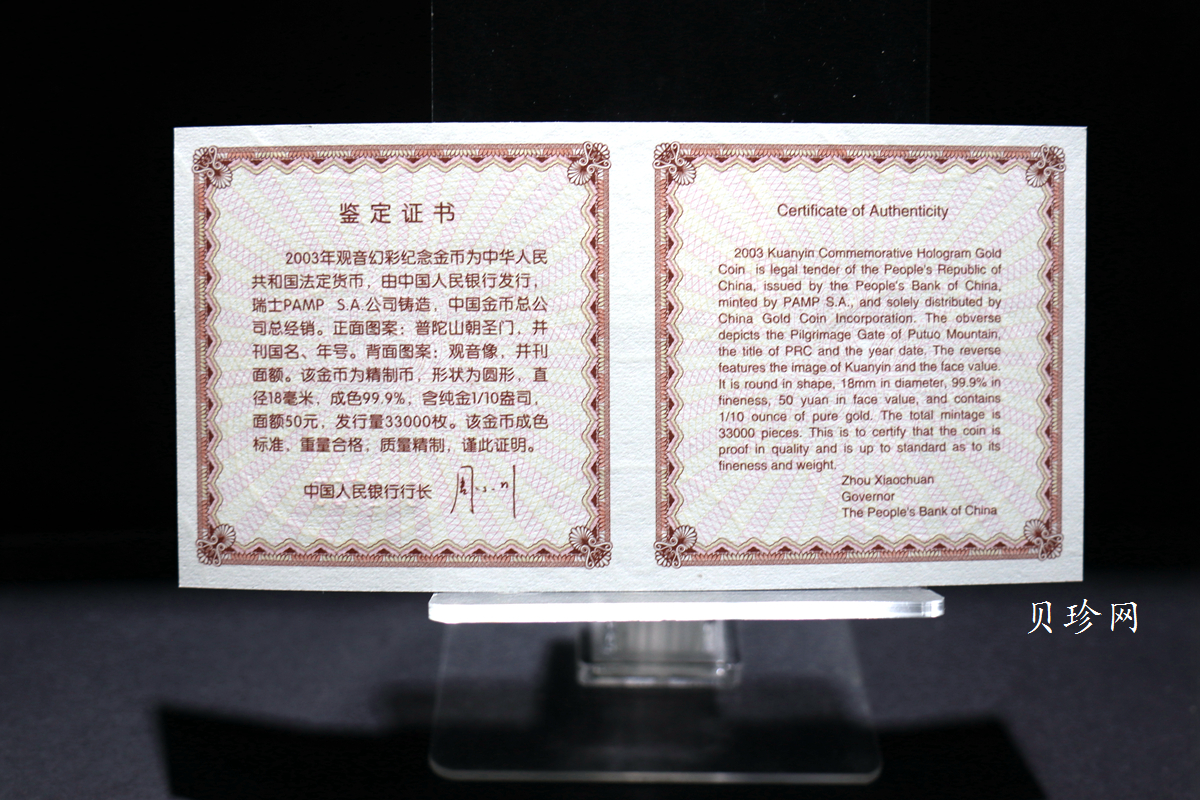 鉴定证书
2003年观音幻彩纪念金币为中华人民
共和国法定货币，由中国人民银行发行，
瑞士PAMP S.A.公司铸造，中国金币总公
司总经销。正面图案：普陀山朝圣门，并
刊国名、年号。背面图案：观音像，并刊
面额。该金币为精制币，形状为圆形，直
径18毫米，成色99.9%，含纯金1/10盎司，
面额50元，发行量33000枚。该金币成色
标准，重量合格，质量精制，谨此证明。
中国人民银行行长
Certificate of Authenticity
2003 Kuanyin Commemorative Hologram Gold
Coin is legal tender of the People's Republic of
China, issued by the People's Bank of China,
minted by PAMP S.A., and solely distributed by
China Gold Coin Incorporation. The obverse
depicts the Pilgrimage Gate of Putuo Mountain,
the title of PRC and the year date. The reverse
features the image of Kuanyin and the face value.
It is round in shape, 18mm in diameter, 99.9% in
fineness, 50 yuan in face value, and contains
1/10 ounce of pure gold. The total mintage is
33000 pieces. This is to certify that the coin is
proof in quality and is up to standard as to its
fineness and weight.
Zhou Xiaochuan
Governor
The People's Bank of China
贝珍网